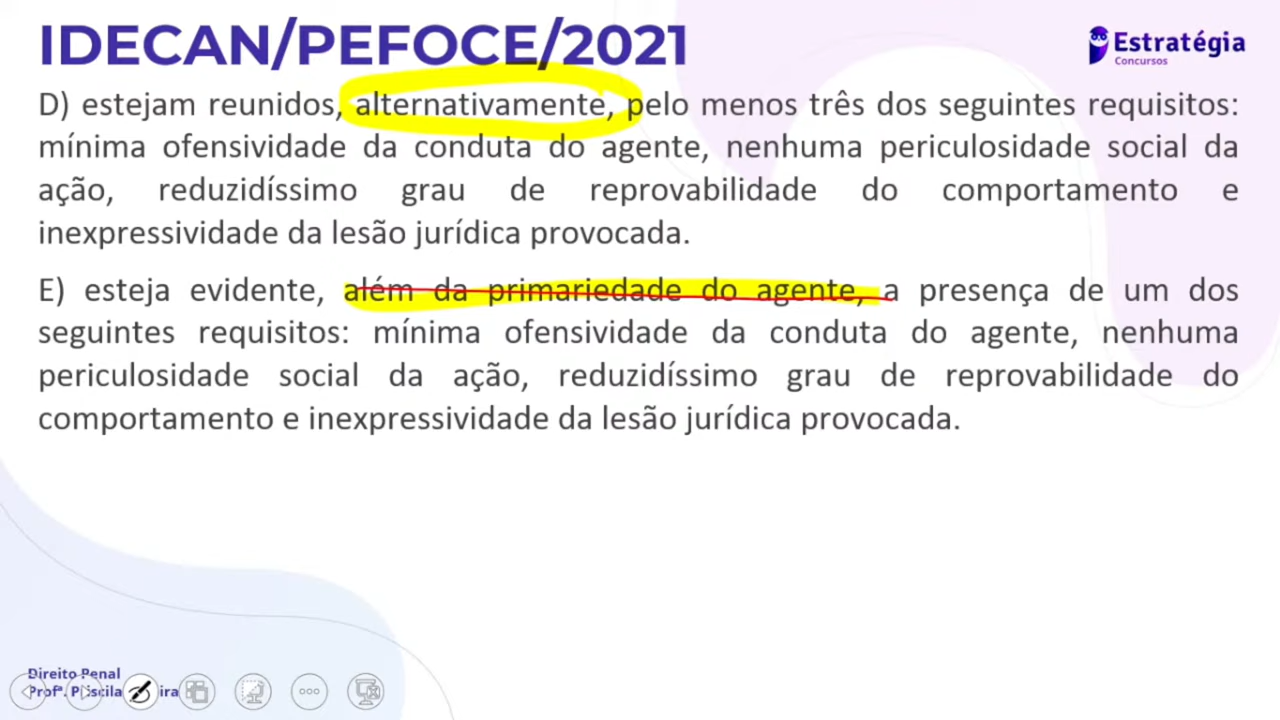 IDECAN/PEFOCE/2021
Estratégia
Concursos
D) estejam reunidos, alternativamente, pelo menos três dos seguintes requisitos:
mínima ofensividade da conduta do agente, nenhuma periculosidade social da
ação, reduzidíssimo grau de reprovabilidade do comportamento e
inexpressividade da lesão jurídica provocada.
E) esteja evidente, além da primariedade do agente, a presença de um dos
seguintes requisitos: mínima ofensividade da conduta do agente, nenhuma
periculosidade social da ação, reduzidíssimo grau de reprovabilidade do
comportamento e inexpressividade da lesão jurídica provocada.
Direito Penal
Profª. Priscila